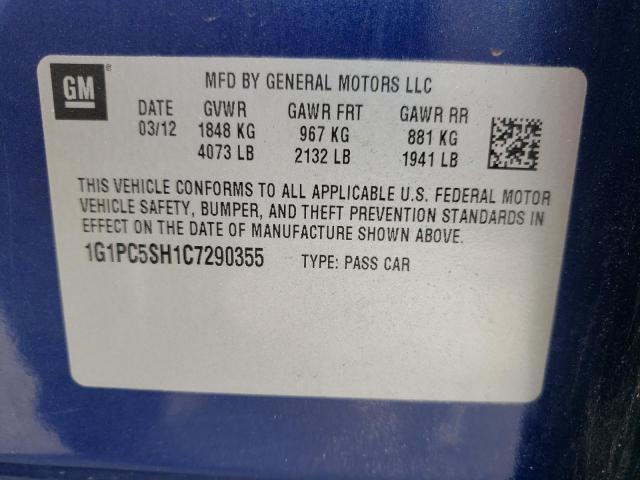 GM ®
MFD BY GENERAL MOTORS LLC
DATE GVWR GAWR FRT GAWR RR
03/12 1848 KG 967 KG 881 KG
4073 LB 2132 LB 1941 LB
THIS VEHICLE CONFORMS TO ALL APPLICABLE U.S. FEDERAL MOTOR
VEHICLE SAFETY, BUMPER, AND THEFT PREVENTION STANDARDS IN
EFFECT ON THE DATE OF MANUFACTURE SHOWN ABOVE.
1G1PC5SH1C7290355 TYPE: PASS CAR